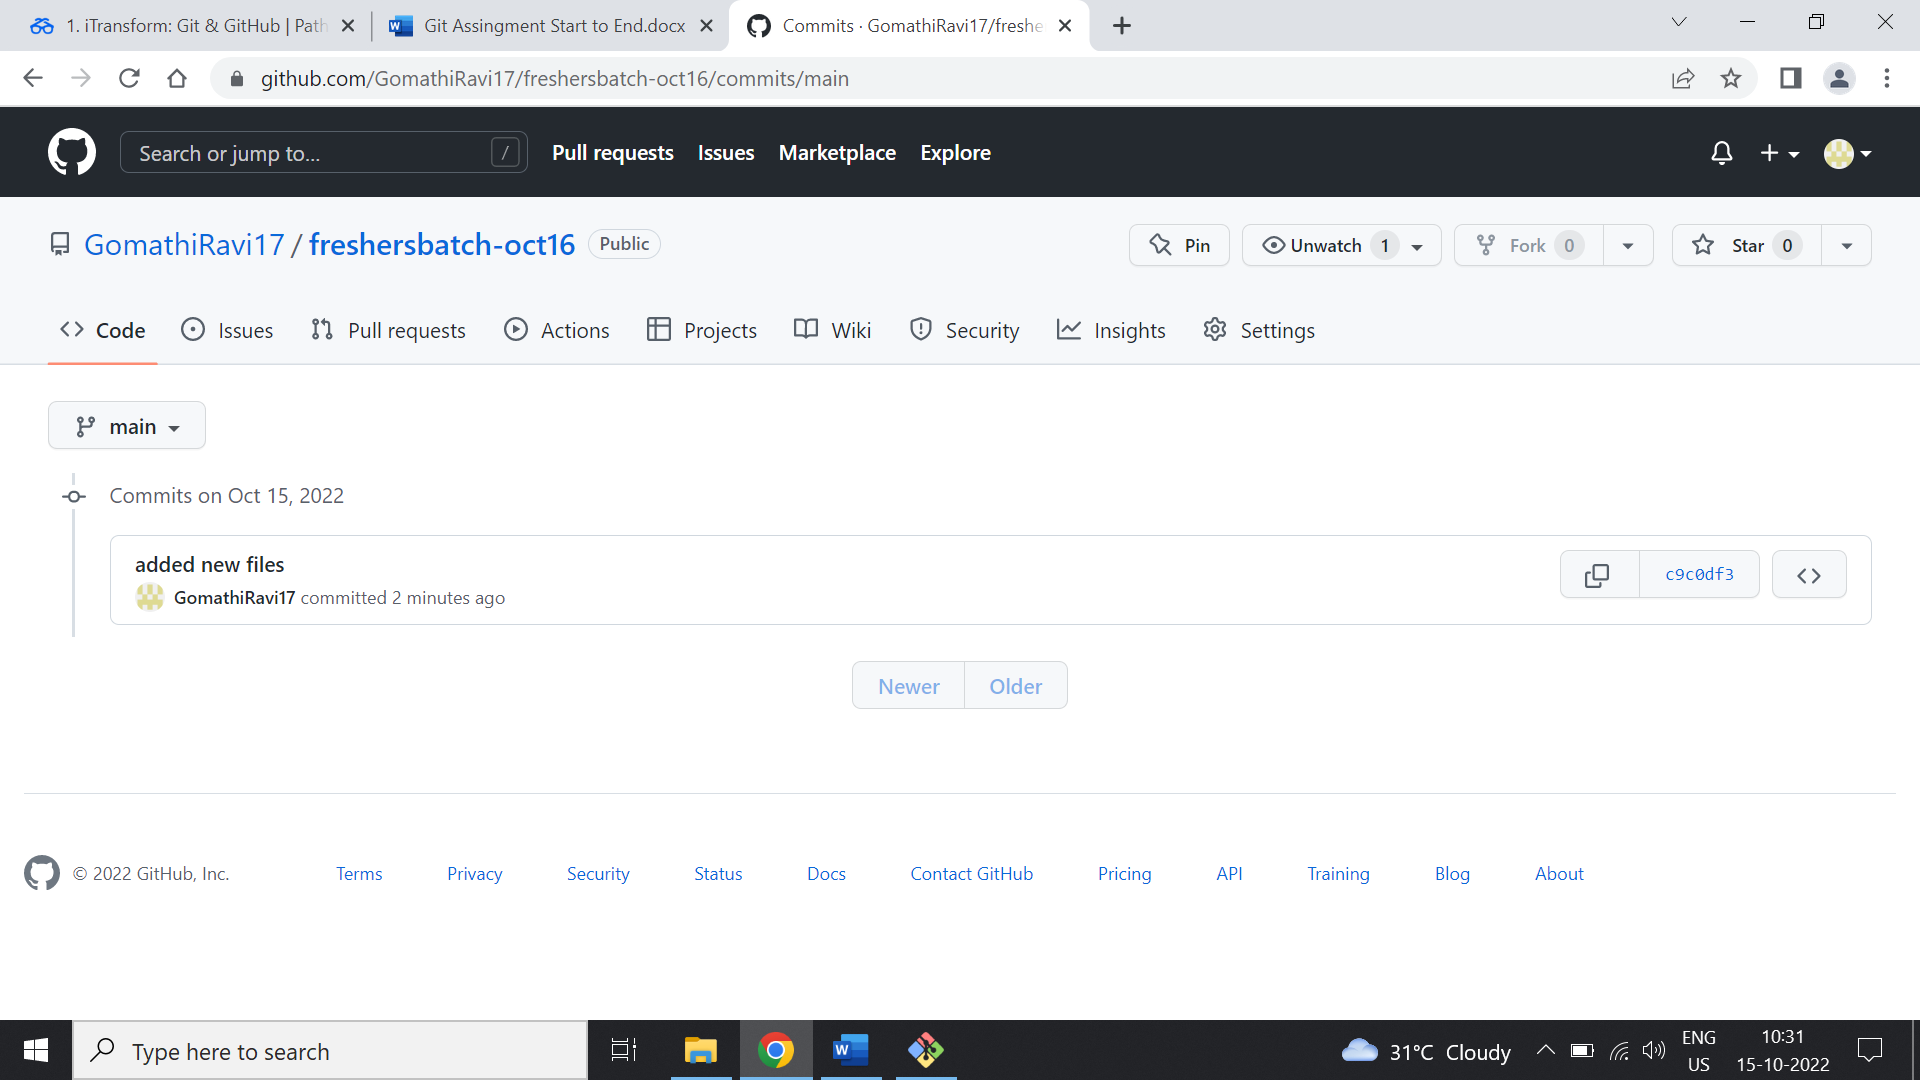 1. iTransform: Git & GitHub | Path
Git Assingment Start to End.docx
Commits · GomathiRavi17/freshe
github.com/GomathiRavi17/freshersbatch-oct16/commits/main
Search or jump to...
/
Pull requests
Issues
Marketplace
Explore
GomathiRavi17 / freshersbatch-oct16
Public
Pin
Unwatch 1
Fork 0
Star 0
Code
Issues
Pull requests
Actions
Projects
Wiki
Security
Insights
Settings
main
Commits on Oct 15, 2022
added new files
GomathiRavi17 committed 2 minutes ago
c9c0df3
Newer
Older
© 2022 GitHub, Inc.
Terms
Privacy
Security
Status
Docs
Contact GitHub
Pricing
API
Training
Blog
About
Type here to search
31°C Cloudy
ENG
US
10:31
15-10-2022